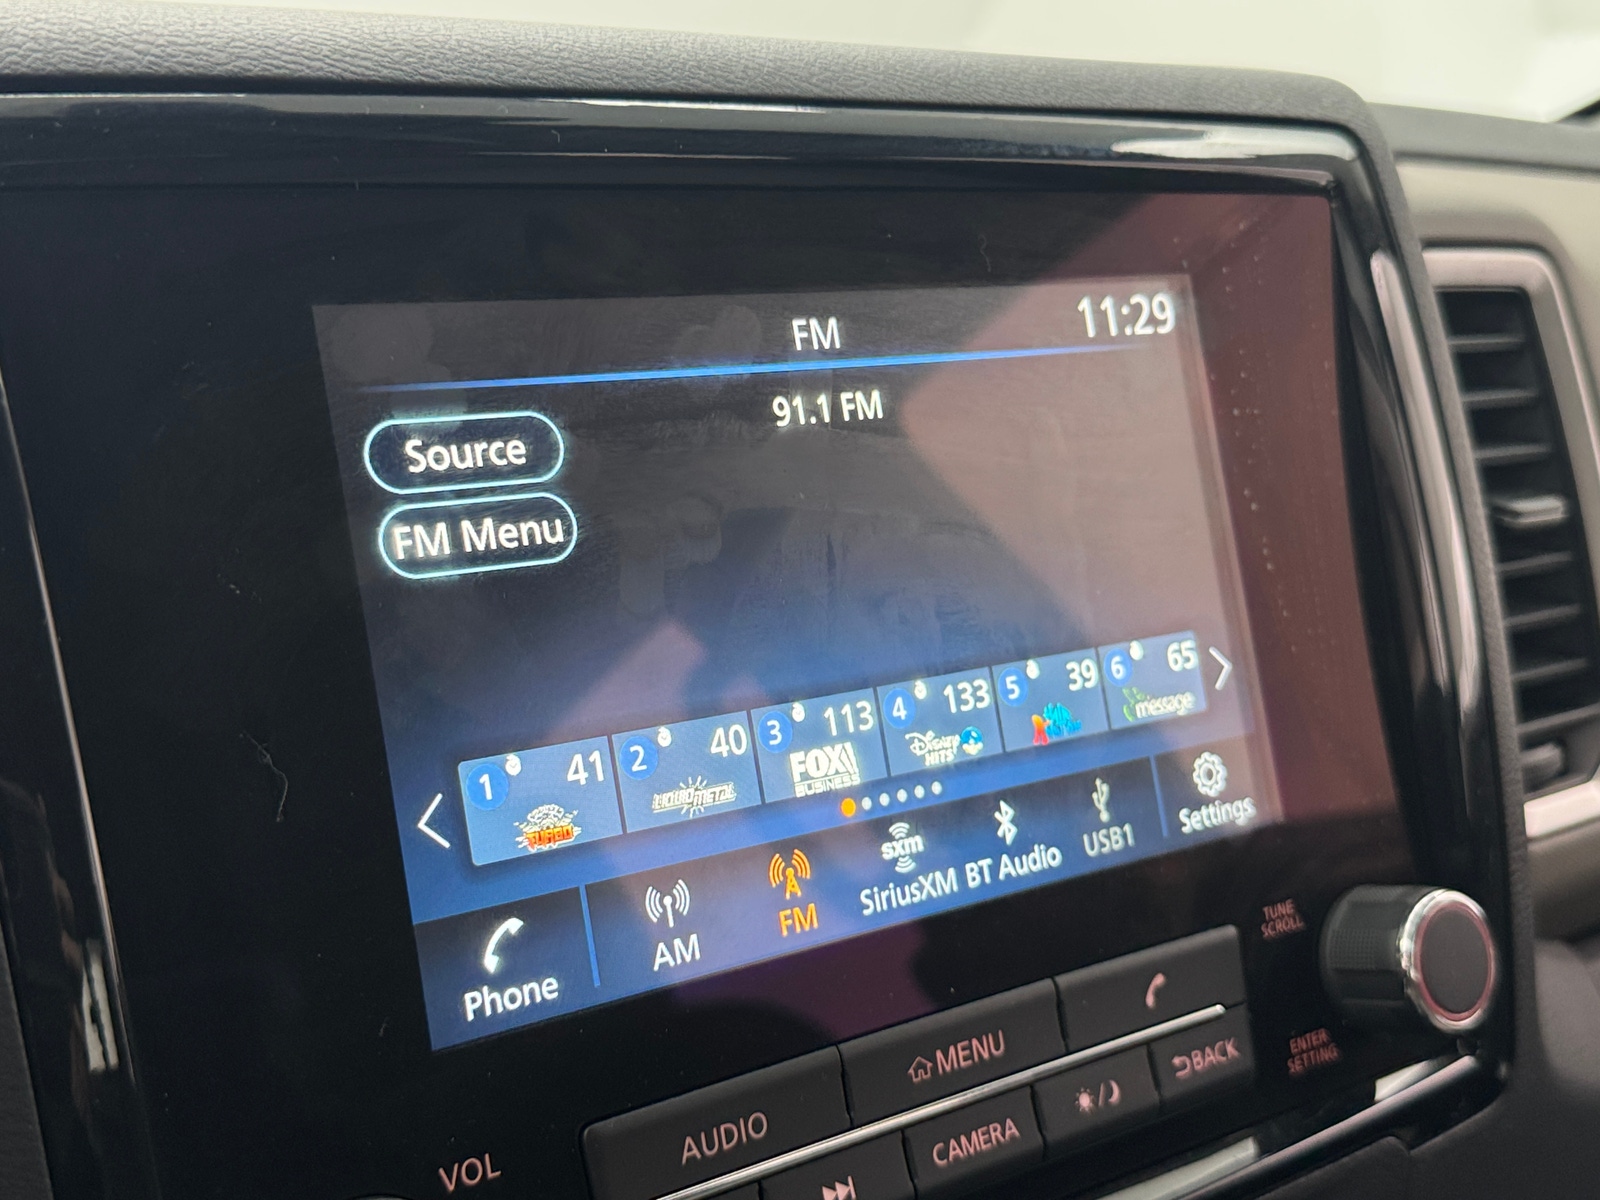 FM
11:29
91.1 FM
Source
FM Menu
1 41
TURBO
2 40
LIQUID METAL
3 113
FOX BUSINESS
4 133
Disney HITS
5 39
6 65
message
Phone
AM
FM
sxm
SiriusXM
BT Audio
USB1
Settings
TUNE
SCROLL
MENU
ENTER
SETTING
BACK
AUDIO
CAMERA
VOL